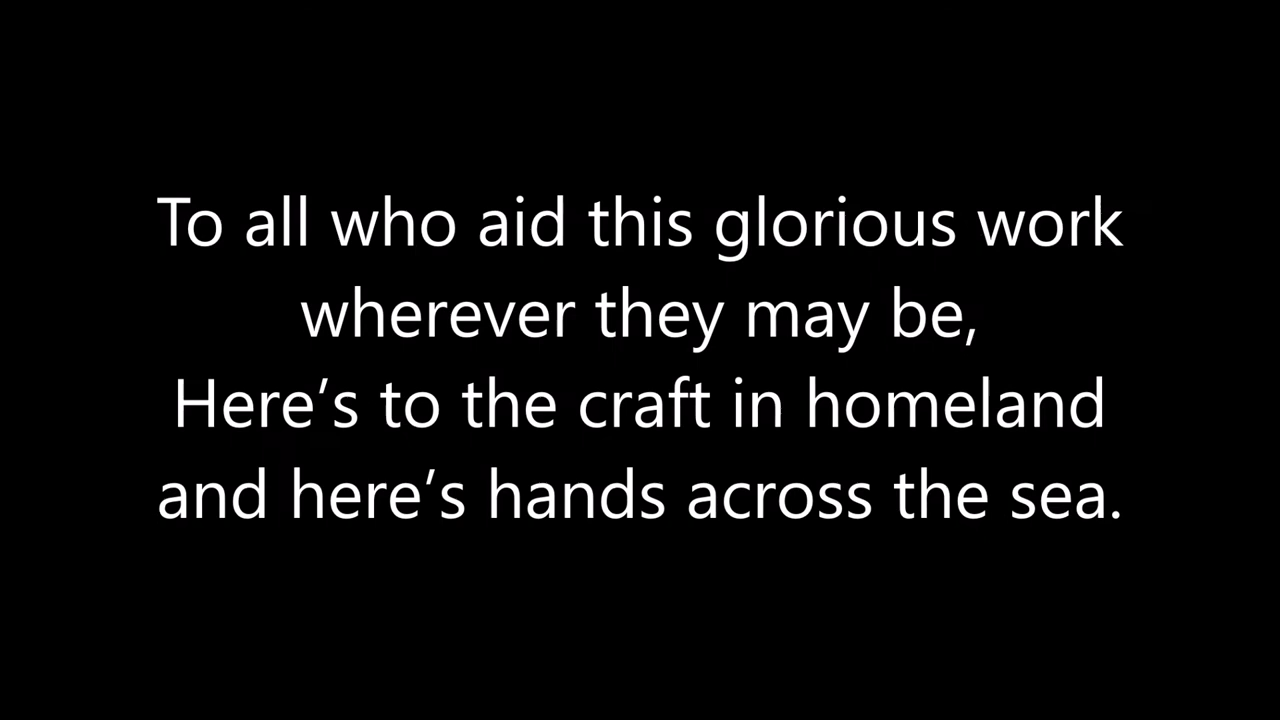 To all who aid this glorious work
wherever they may be,
Here’s to the craft in homeland
and here’s hands across the sea.